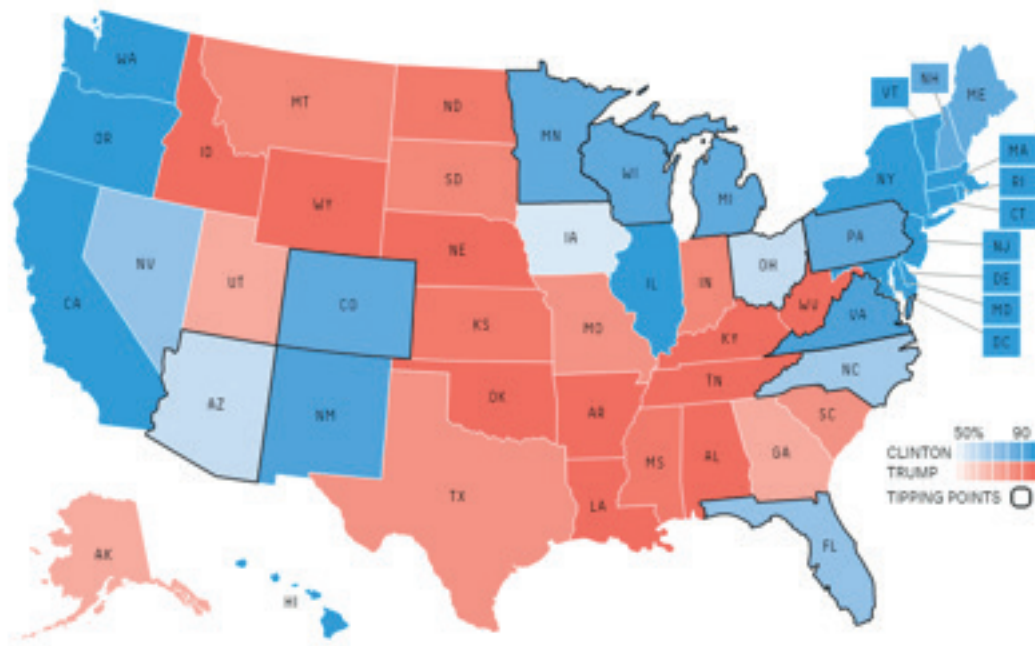 WA
MT
ND
MN
VT
NH
ME
OR
ID
SD
WI
MI
NY
MA
RI
CT
WY
NE
IA
PA
NJ
NV
UT
CO
IL
IN
OH
DE
CA
KS
MO
WV
VA
MD
DC
KY
AZ
NM
OK
AR
TN
NC
SC
TX
LA
MS
AL
GA
FL
AK
HI
50% 90
CLINTON
TRUMP
TIPPING POINTS